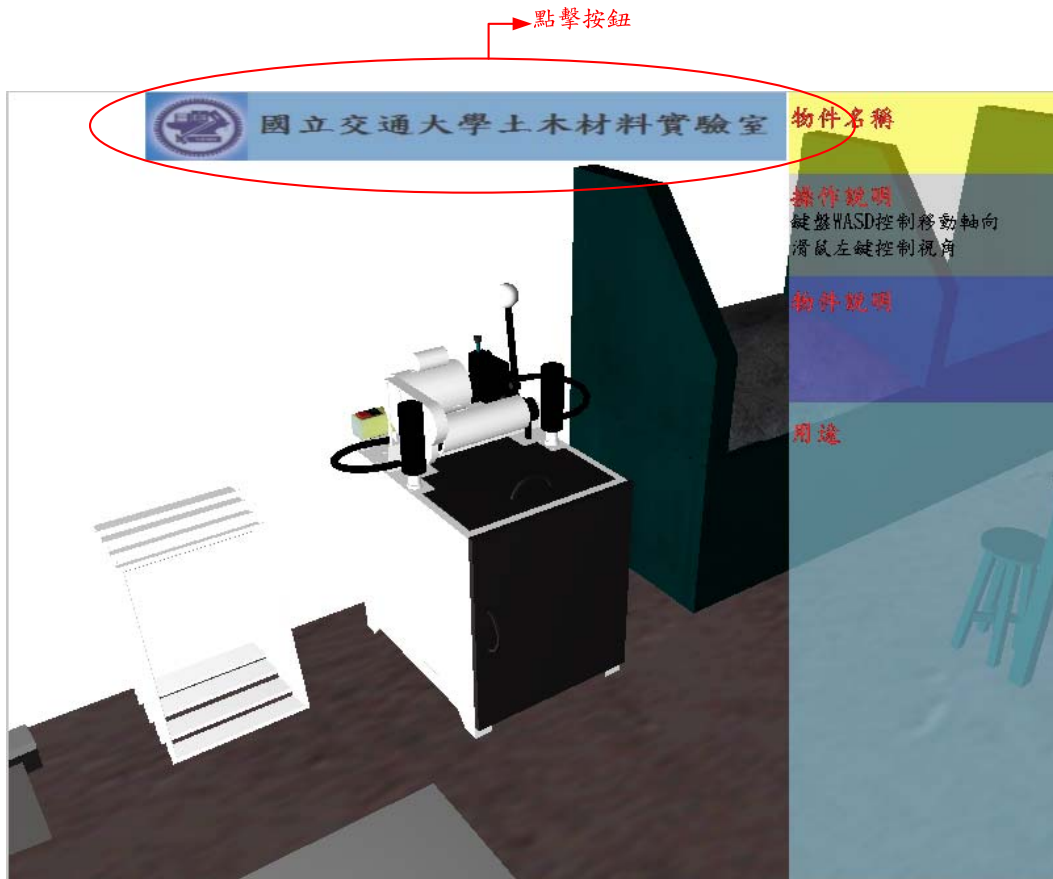 點擊按鈕
國立交通大學土木材料實驗室
物件名稱
操作說明
鍵盤WASD控制移動軸向
滑鼠左鍵控制視角
物件說明
用途